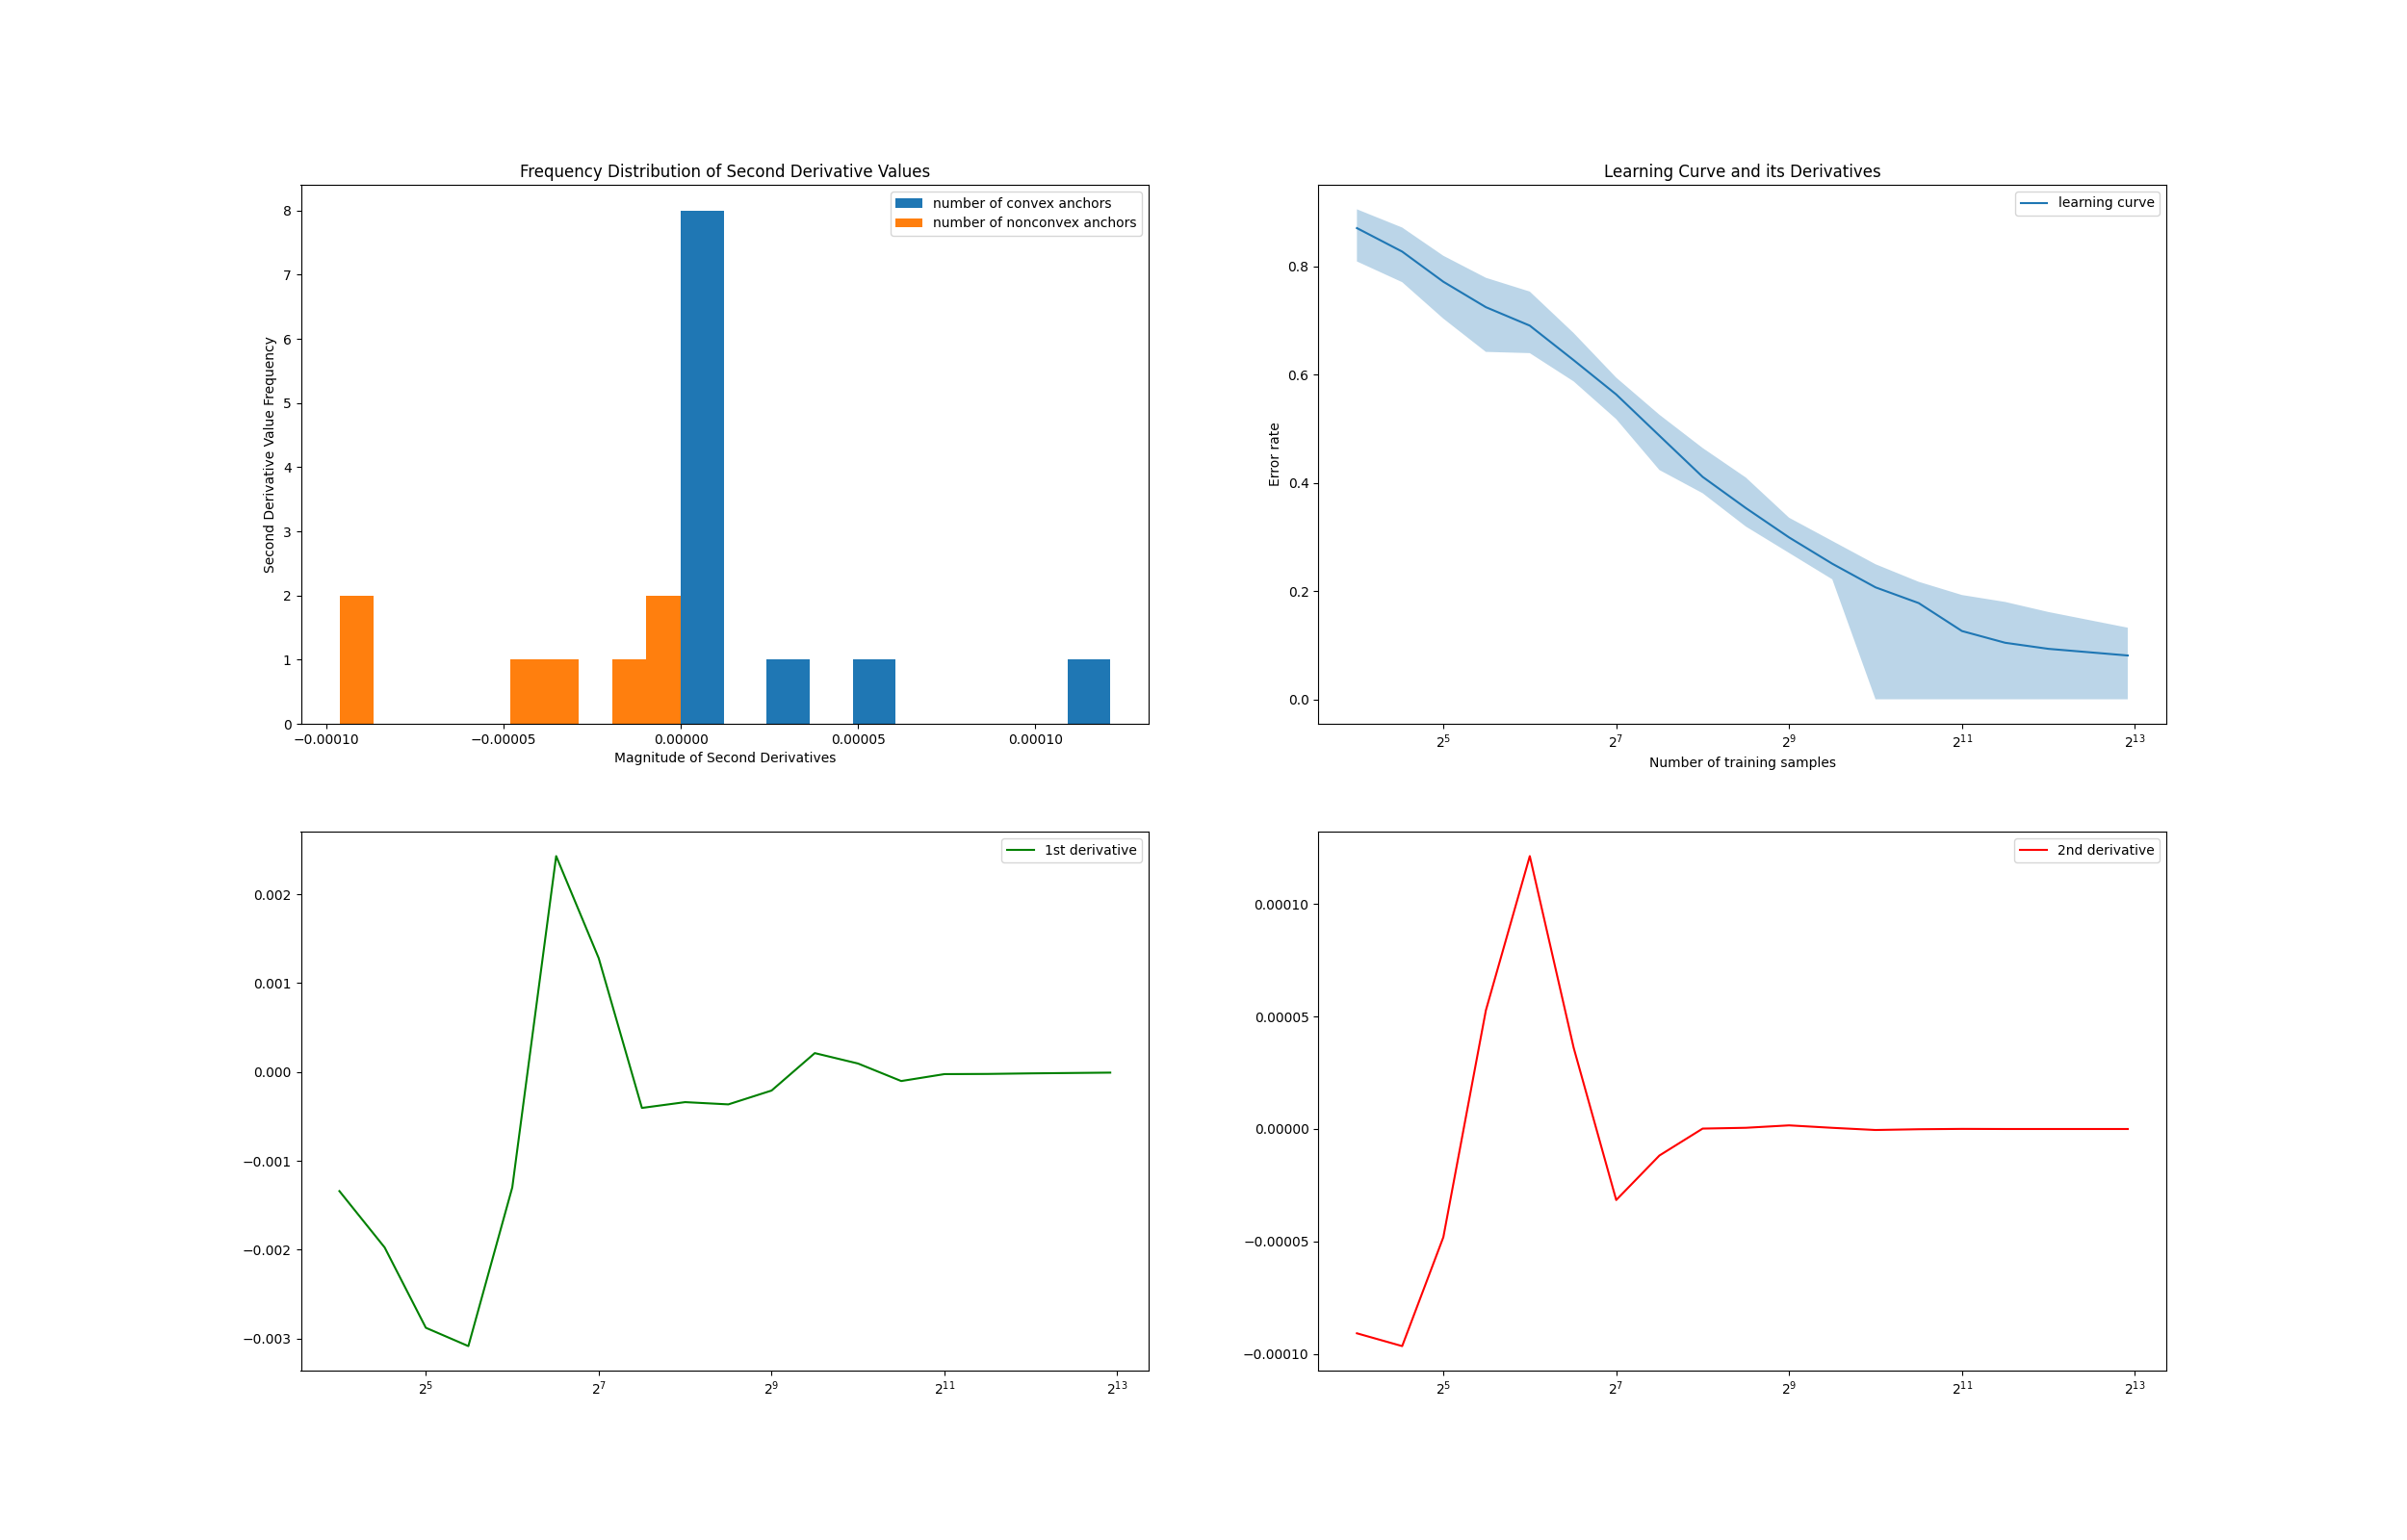 Frequency Distribution of Second Derivative Values
number of convex anchors
number of nonconvex anchors
8
7
6
5
4
3
2
1
0
Second Derivative Value Frequency
−0.00010 −0.00005 0.00000 0.00005 0.00010
Magnitude of Second Derivatives
Learning Curve and its Derivatives
learning curve
0.8
0.6
0.4
0.2
0.0
Error rate
2^5 2^7 2^9 2^11 2^13
Number of training samples
1st derivative
0.002
0.001
0.000
−0.001
−0.002
−0.003
2^5 2^7 2^9 2^11 2^13
2nd derivative
0.00010
0.00005
0.00000
−0.00005
−0.00010
2^5 2^7 2^9 2^11 2^13